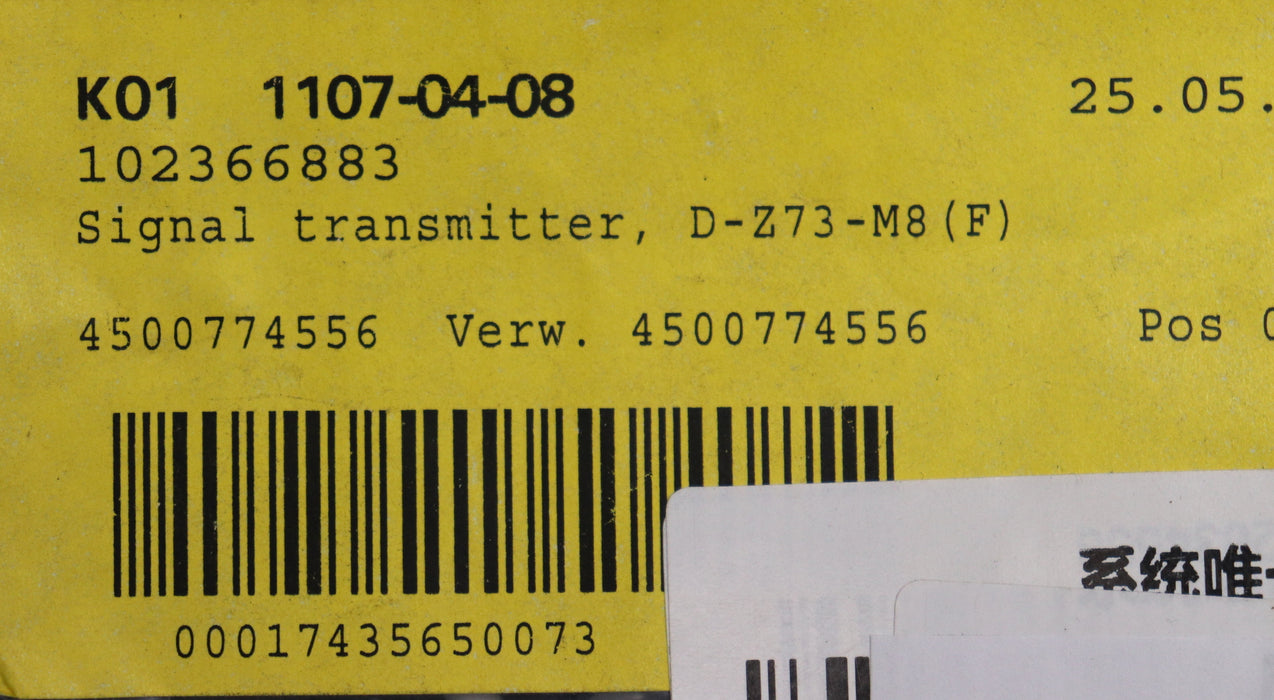 K01 1107-04-08 25.05.
102366883
Signal transmitter, D-Z73-M8(F)
4500774556 Verw. 4500774556 Pos
00017435650073
系统唯